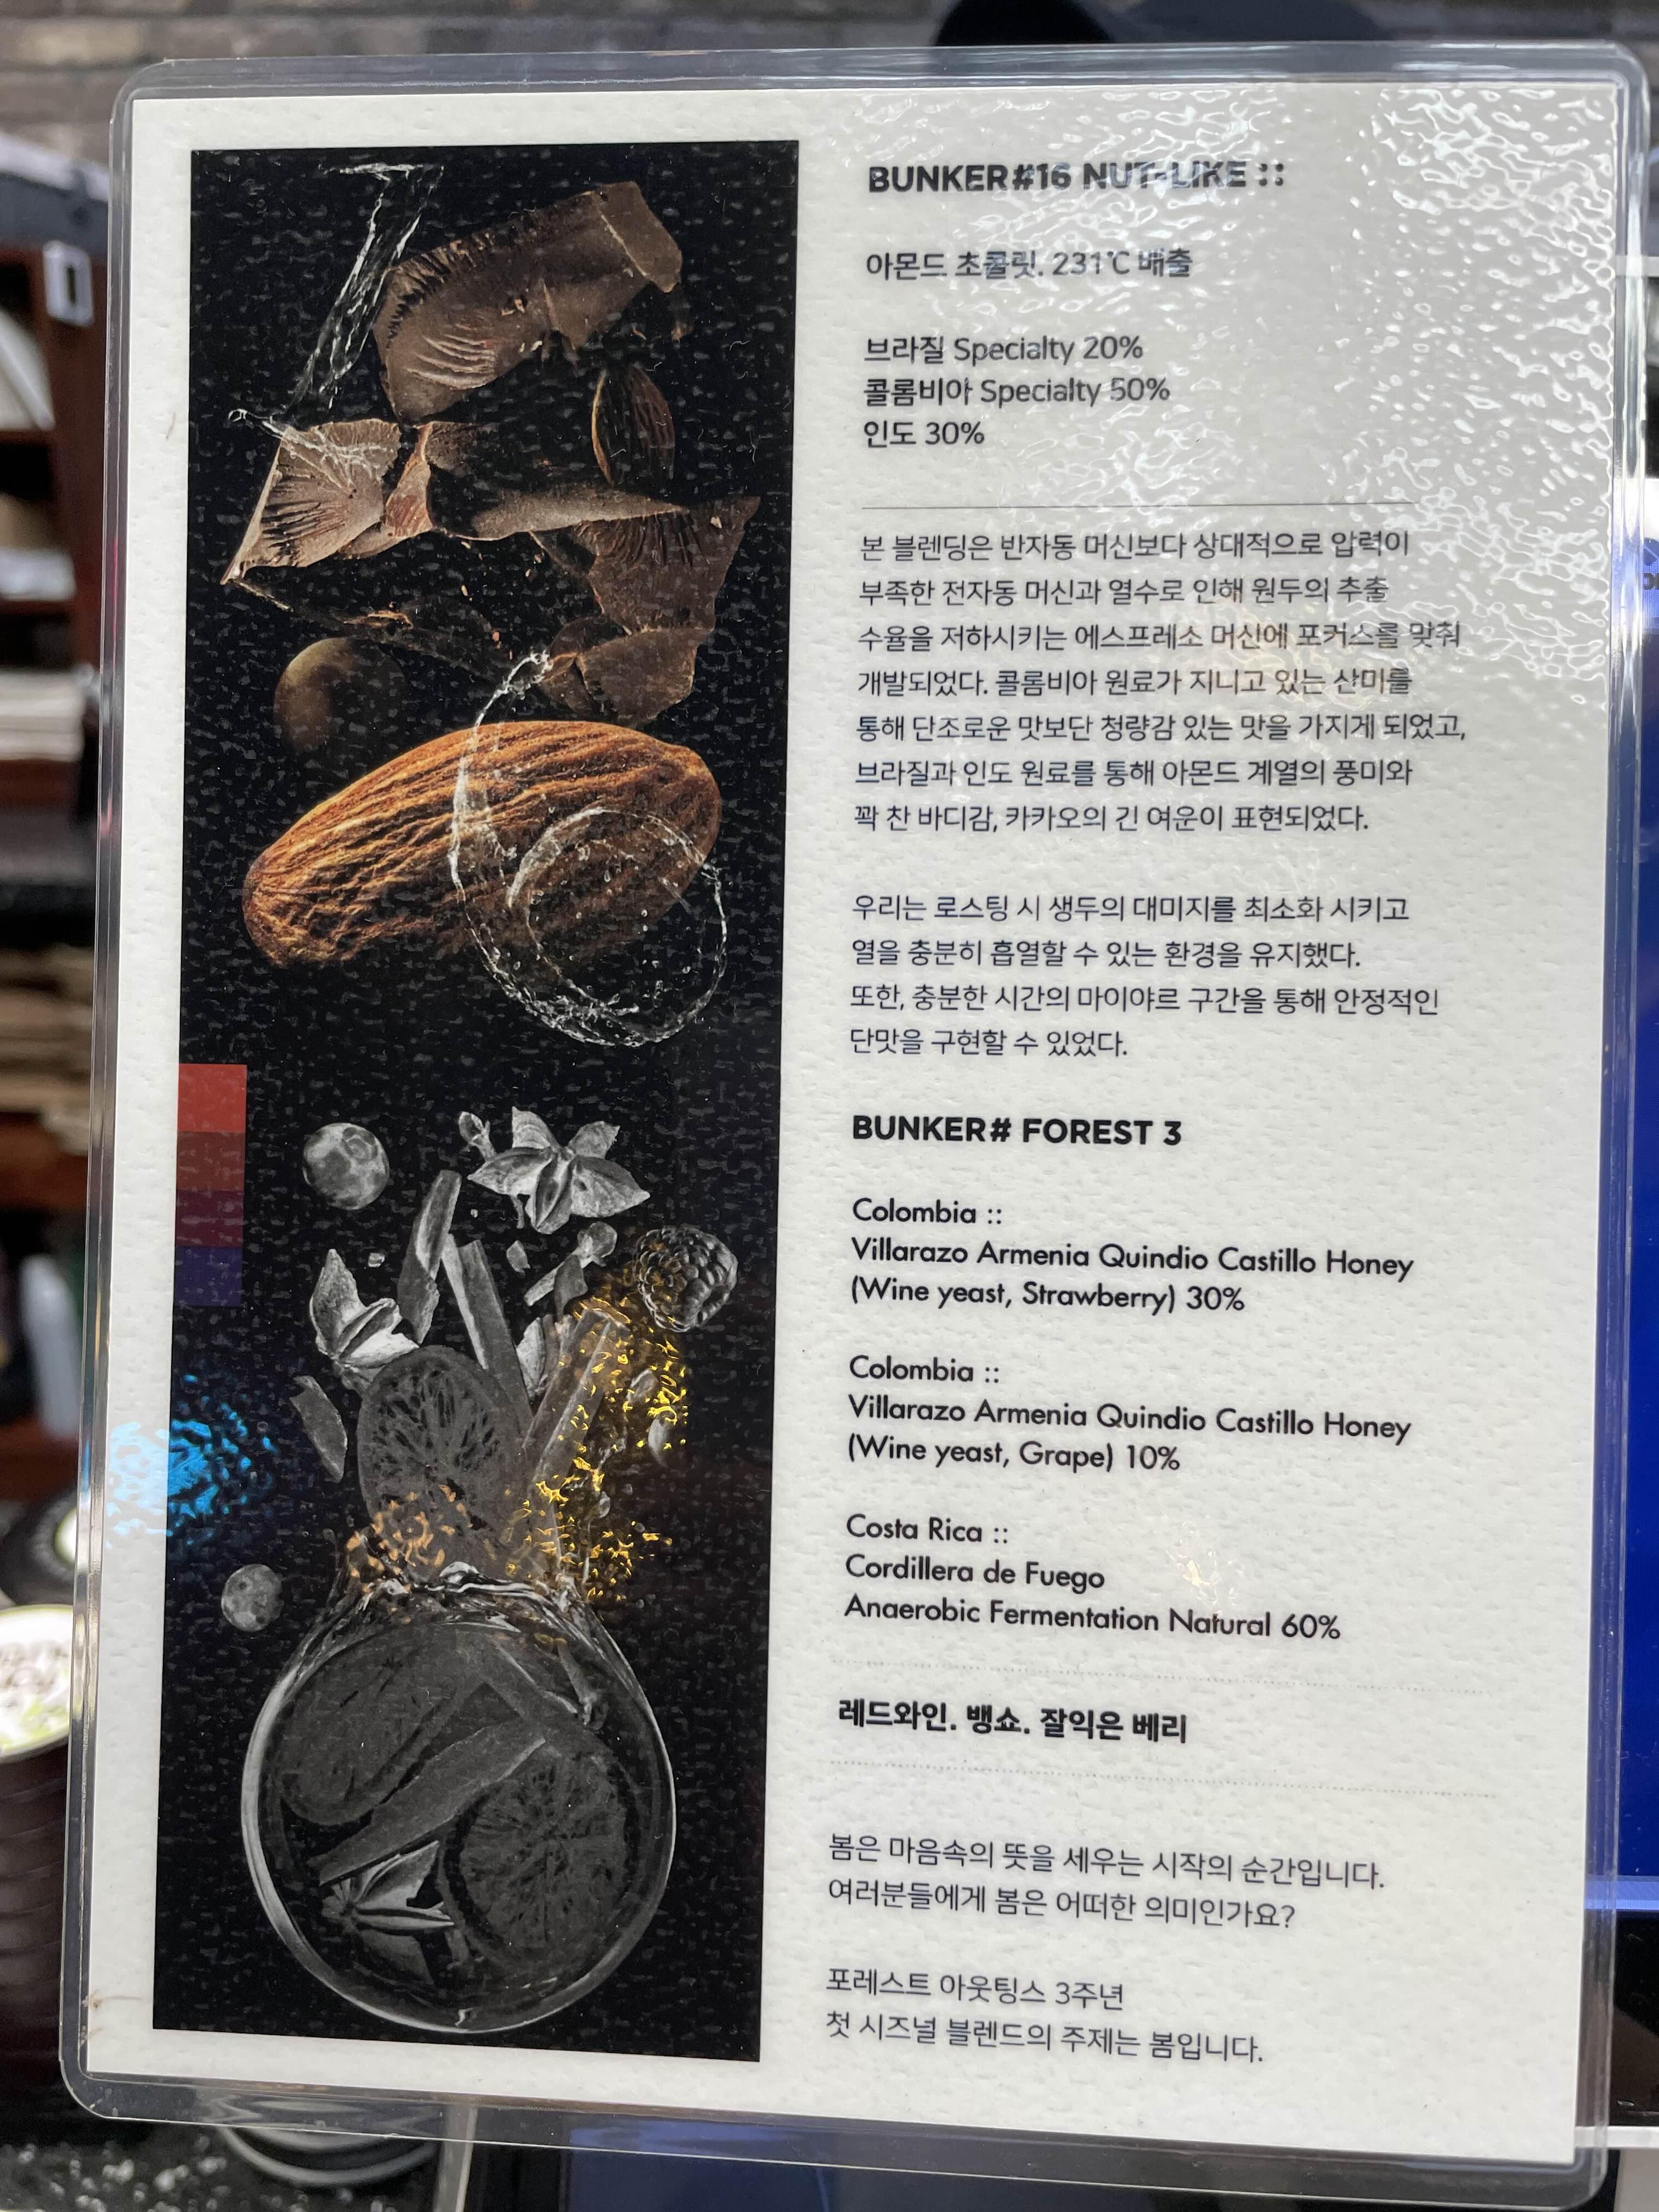 BUNKER#16 NUT-LIKE ::
아몬드 초콜릿. 231℃ 배출
브라질 Specialty 20%
콜롬비아 Specialty 50%
인도 30%
본 블렌딩은 반자동 머신보다 상대적으로 압력이
부족한 전자동 머신과 열수로 인해 원두의 추출
수율을 저하시키는 에스프레소 머신에 포커스를 맞춰
개발되었다. 콜롬비아 원료가 지니고 있는 산미를
통해 단조로운 맛보단 청량감 있는 맛을 가지게 되었고,
브라질과 인도 원료를 통해 아몬드 계열의 풍미와
꽉 찬 바디감, 카카오의 긴 여운이 표현되었다.
우리는 로스팅 시 생두의 대미지를 최소화 시키고
열을 충분히 흡열할 수 있는 환경을 유지했다.
또한, 충분한 시간의 마이야르 구간을 통해 안정적인
단맛을 구현할 수 있었다.
BUNKER# FOREST 3
Colombia ::
Villarazo Armenia Quindio Castillo Honey
(Wine yeast, Strawberry) 30%
Colombia ::
Villarazo Armenia Quindio Castillo Honey
(Wine yeast, Grape) 10%
Costa Rica ::
Cordillera de Fuego
Anaerobic Fermentation Natural 60%
레드와인. 뱅쇼. 잘익은 베리
봄은 마음속의 뜻을 세우는 시작의 순간입니다.
여러분들에게 봄은 어떠한 의미인가요?
포레스트 아웃팅스 3주년
첫 시즈널 블렌드의 주제는 봄입니다.